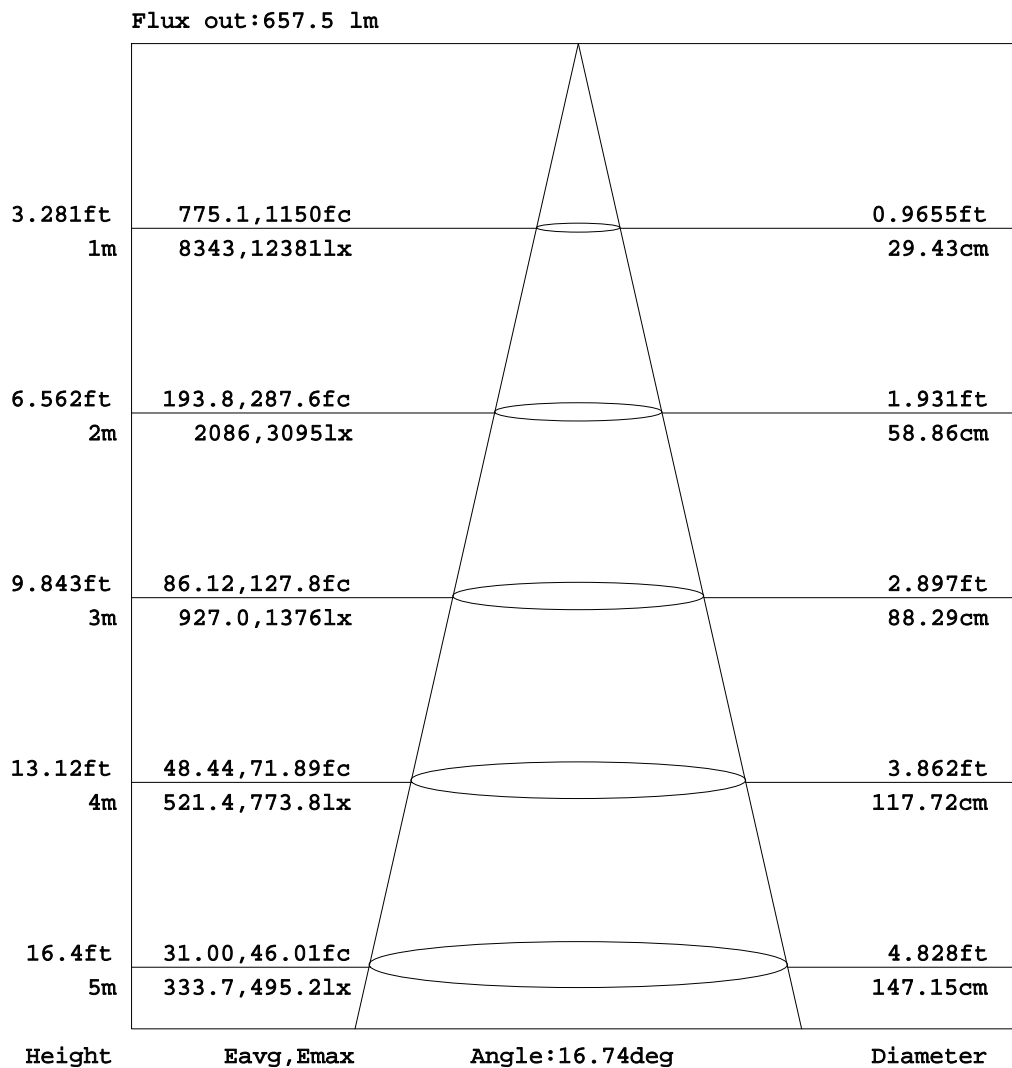 Flux out:657.5 lm
3.281ft 775.1,1150fc 0.9655ft
1m 8343,12381lx 29.43cm
6.562ft 193.8,287.6fc 1.931ft
2m 2086,3095lx 58.86cm
9.843ft 86.12,127.8fc 2.897ft
3m 927.0,1376lx 88.29cm
13.12ft 48.44,71.89fc 3.862ft
4m 521.4,773.8lx 117.72cm
16.4ft 31.00,46.01fc 4.828ft
5m 333.7,495.2lx 147.15cm
Height Eavg,Emax Angle:16.74deg Diameter